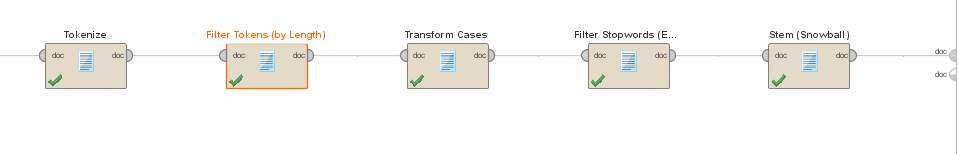 Tokenize
Filter Tokens (by Length)
Transform Cases
Filter Stopwords (E...
Stem (Snowball)
doc doc
doc doc
doc doc
doc doc
doc doc
doc
doc